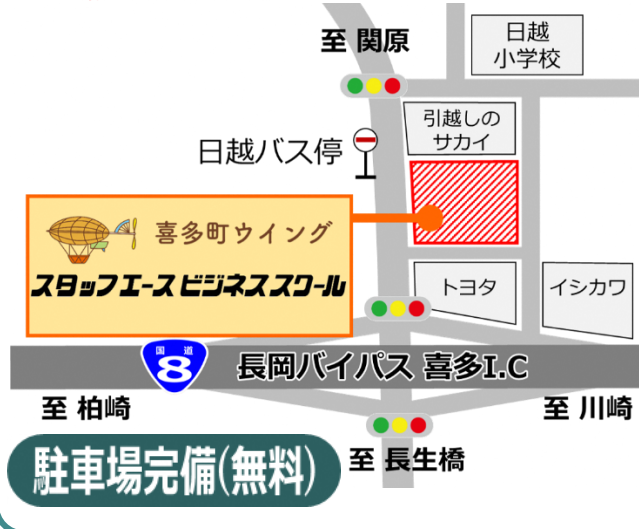 至 関原
日越
小学校
引越しの
サカイ
日越バス停
喜多町ウイング
スタッフエース ビジネススクール
トヨタ
イシカワ
国道
8
長岡バイパス 喜多I.C
至 柏崎
至 川崎
至 長生橋
駐車場完備(無料)